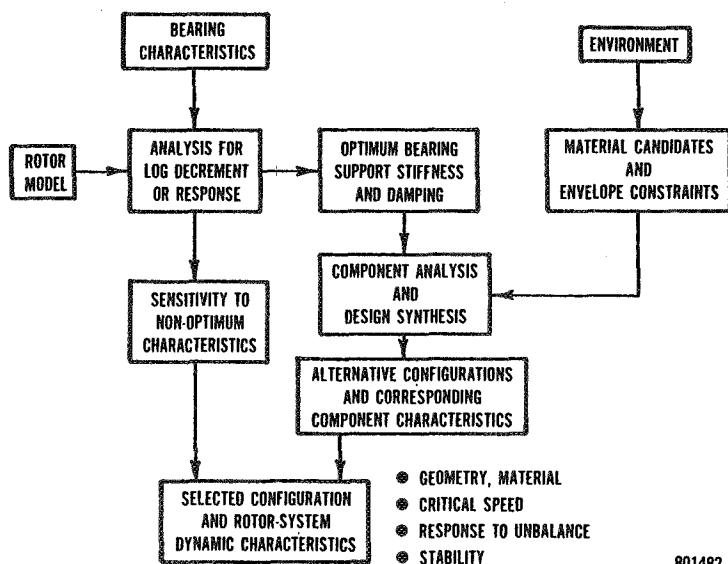 BEARING
CHARACTERISTICS
ENVIRONMENT
ROTOR
MODEL
ANALYSIS FOR
LOG DECREMENT
OR RESPONSE
OPTIMUM BEARING
SUPPORT STIFFNESS
AND DAMPING
MATERIAL CANDIDATES
AND
ENVELOPE CONSTRAINTS
SENSITIVITY TO
NON-OPTIMUM
CHARACTERISTICS
COMPONENT ANALYSIS
AND
DESIGN SYNTHESIS
ALTERNATIVE CONFIGURATIONS
AND CORRESPONDING
COMPONENT CHARACTERISTICS
SELECTED CONFIGURATION
AND ROTOR-SYSTEM
DYNAMIC CHARACTERISTICS
● GEOMETRY, MATERIAL
● CRITICAL SPEED
● RESPONSE TO UNBALANCE
● STABILITY
801482